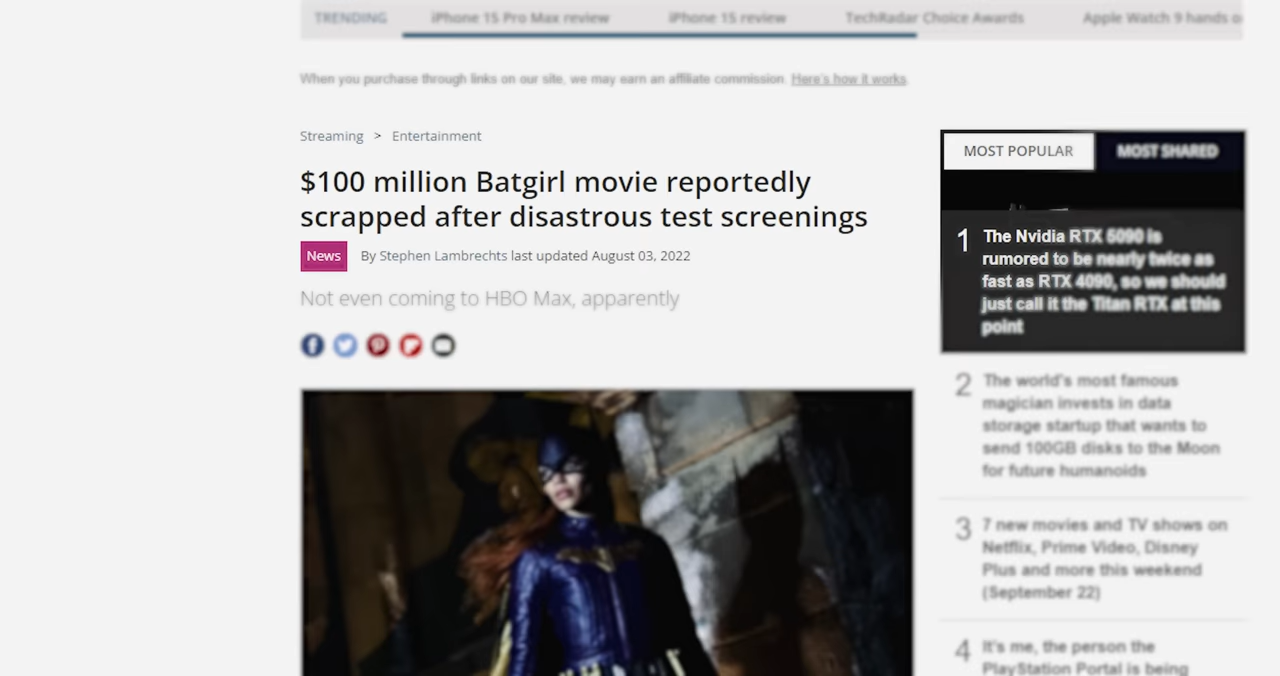 TRENDING iPhone 15 Pro Max review iPhone 15 review TechRadar Choice Awards Apple Watch 9 hands
When you purchase through links on our site, we may earn an affiliate commission. Here's how it works.
Streaming > Entertainment
$100 million Batgirl movie reportedly
scrapped after disastrous test screenings
News By Stephen Lambrechts last updated August 03, 2022
Not even coming to HBO Max, apparently
MOST POPULAR MOST SHARED
1 The Nvidia RTX 5090 is
rumored to be nearly twice as
fast as RTX 4090, so we should
just call it the Titan RTX at this
point
2 The world's most famous
magician invests in data
storage startup that wants to
send 100GB disks to the Moon
for future humanoids
3 7 new movies and TV shows on
Netflix, Prime Video, Disney
Plus and more this weekend
(September 22)
4 It's me, the person the
PlayStation Portal is being